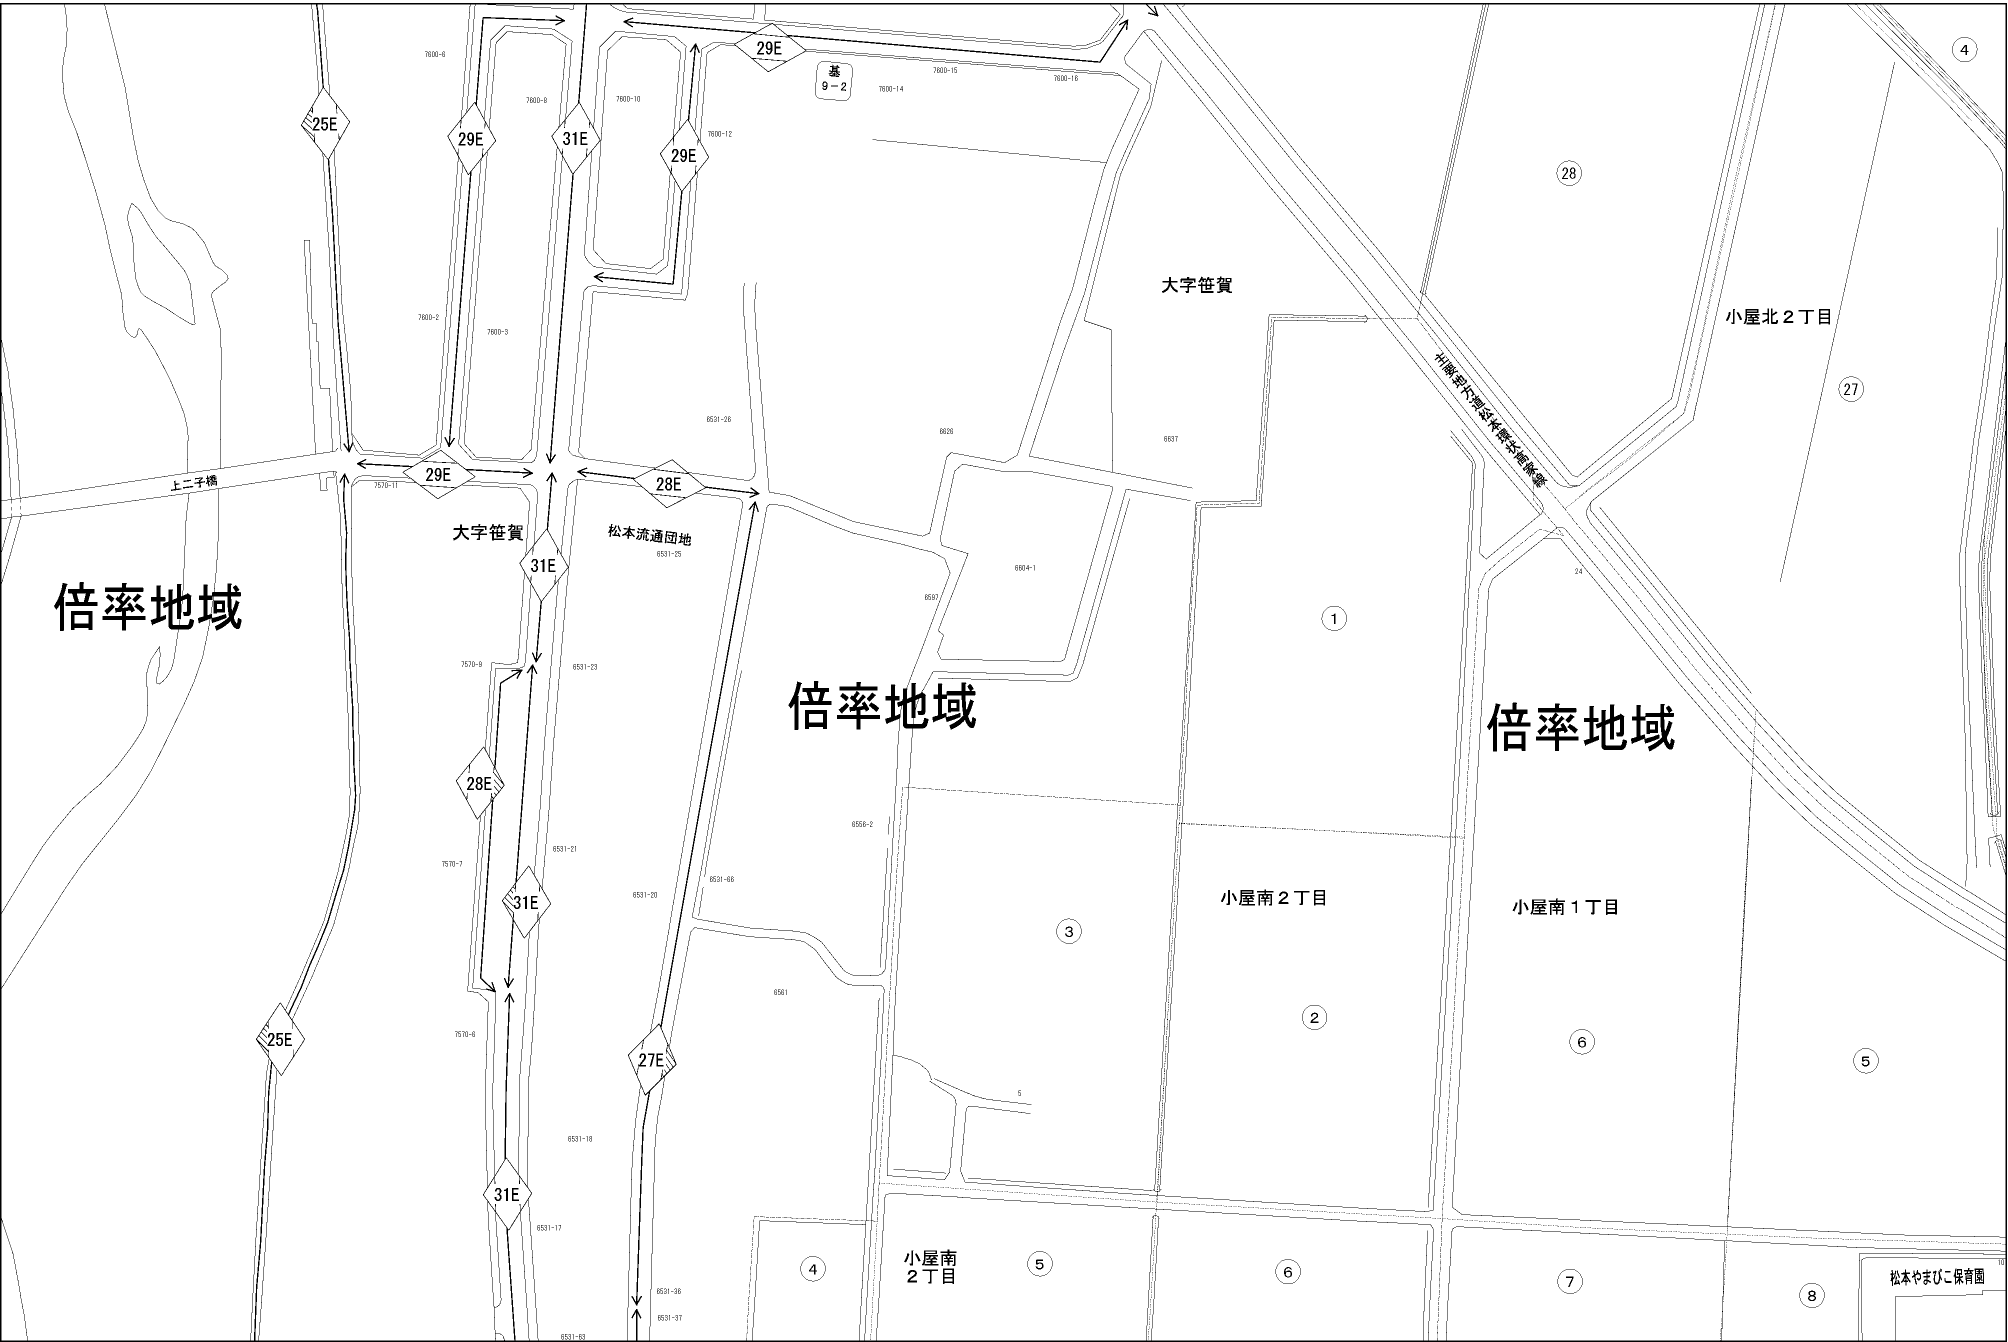 ④
7600-6
29E
基
9-2
7600-15
7600-16
7600-14
7600-8
7600-10
25E
29E
31E
29E
7600-12
㉘
大字笹賀
小屋北2丁目
7600-2
7600-3
主要地方道松本環状高家線
㉗
6531-26
6626
6637
上二子橋
29E
7570-11
28E
大字笹賀
松本流通団地
6531-25
31E
6604-1
24
6597
倍率地域
①
7570-9
6531-23
倍率地域
倍率地域
28E
6556-2
7570-7
6531-21
6531-20
6531-66
31E
小屋南2丁目
小屋南1丁目
③
6561
②
7570-6
25E
⑥
27E
⑤
5
6531-18
31E
6531-17
小屋南
2丁目
④
⑤
⑥
⑦
⑧
10
松本やまびこ保育園
6531-36
6531-37
6531-63